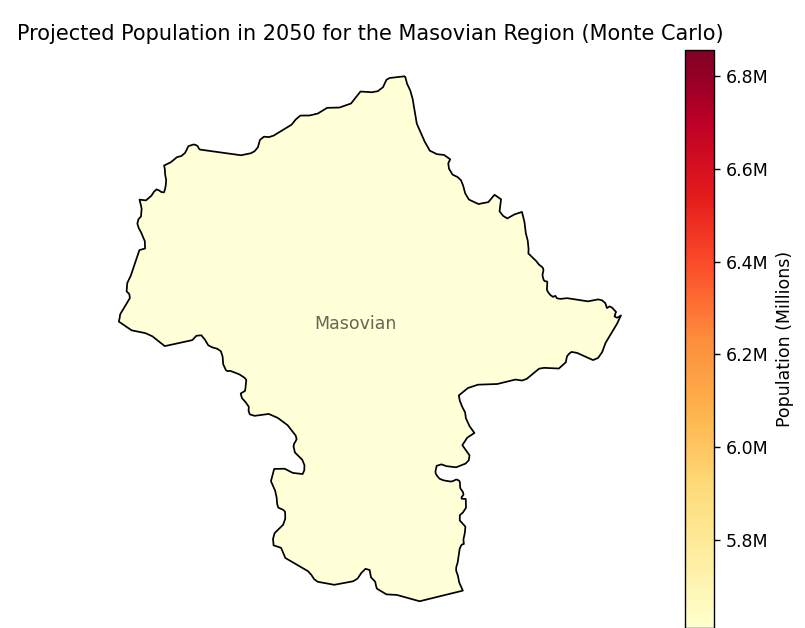 Projected Population in 2050 for the Masovian Region (Monte Carlo)
6.8M
6.6M
6.4M
6.2M
6.0M
5.8M
Population (Millions)
Masovian